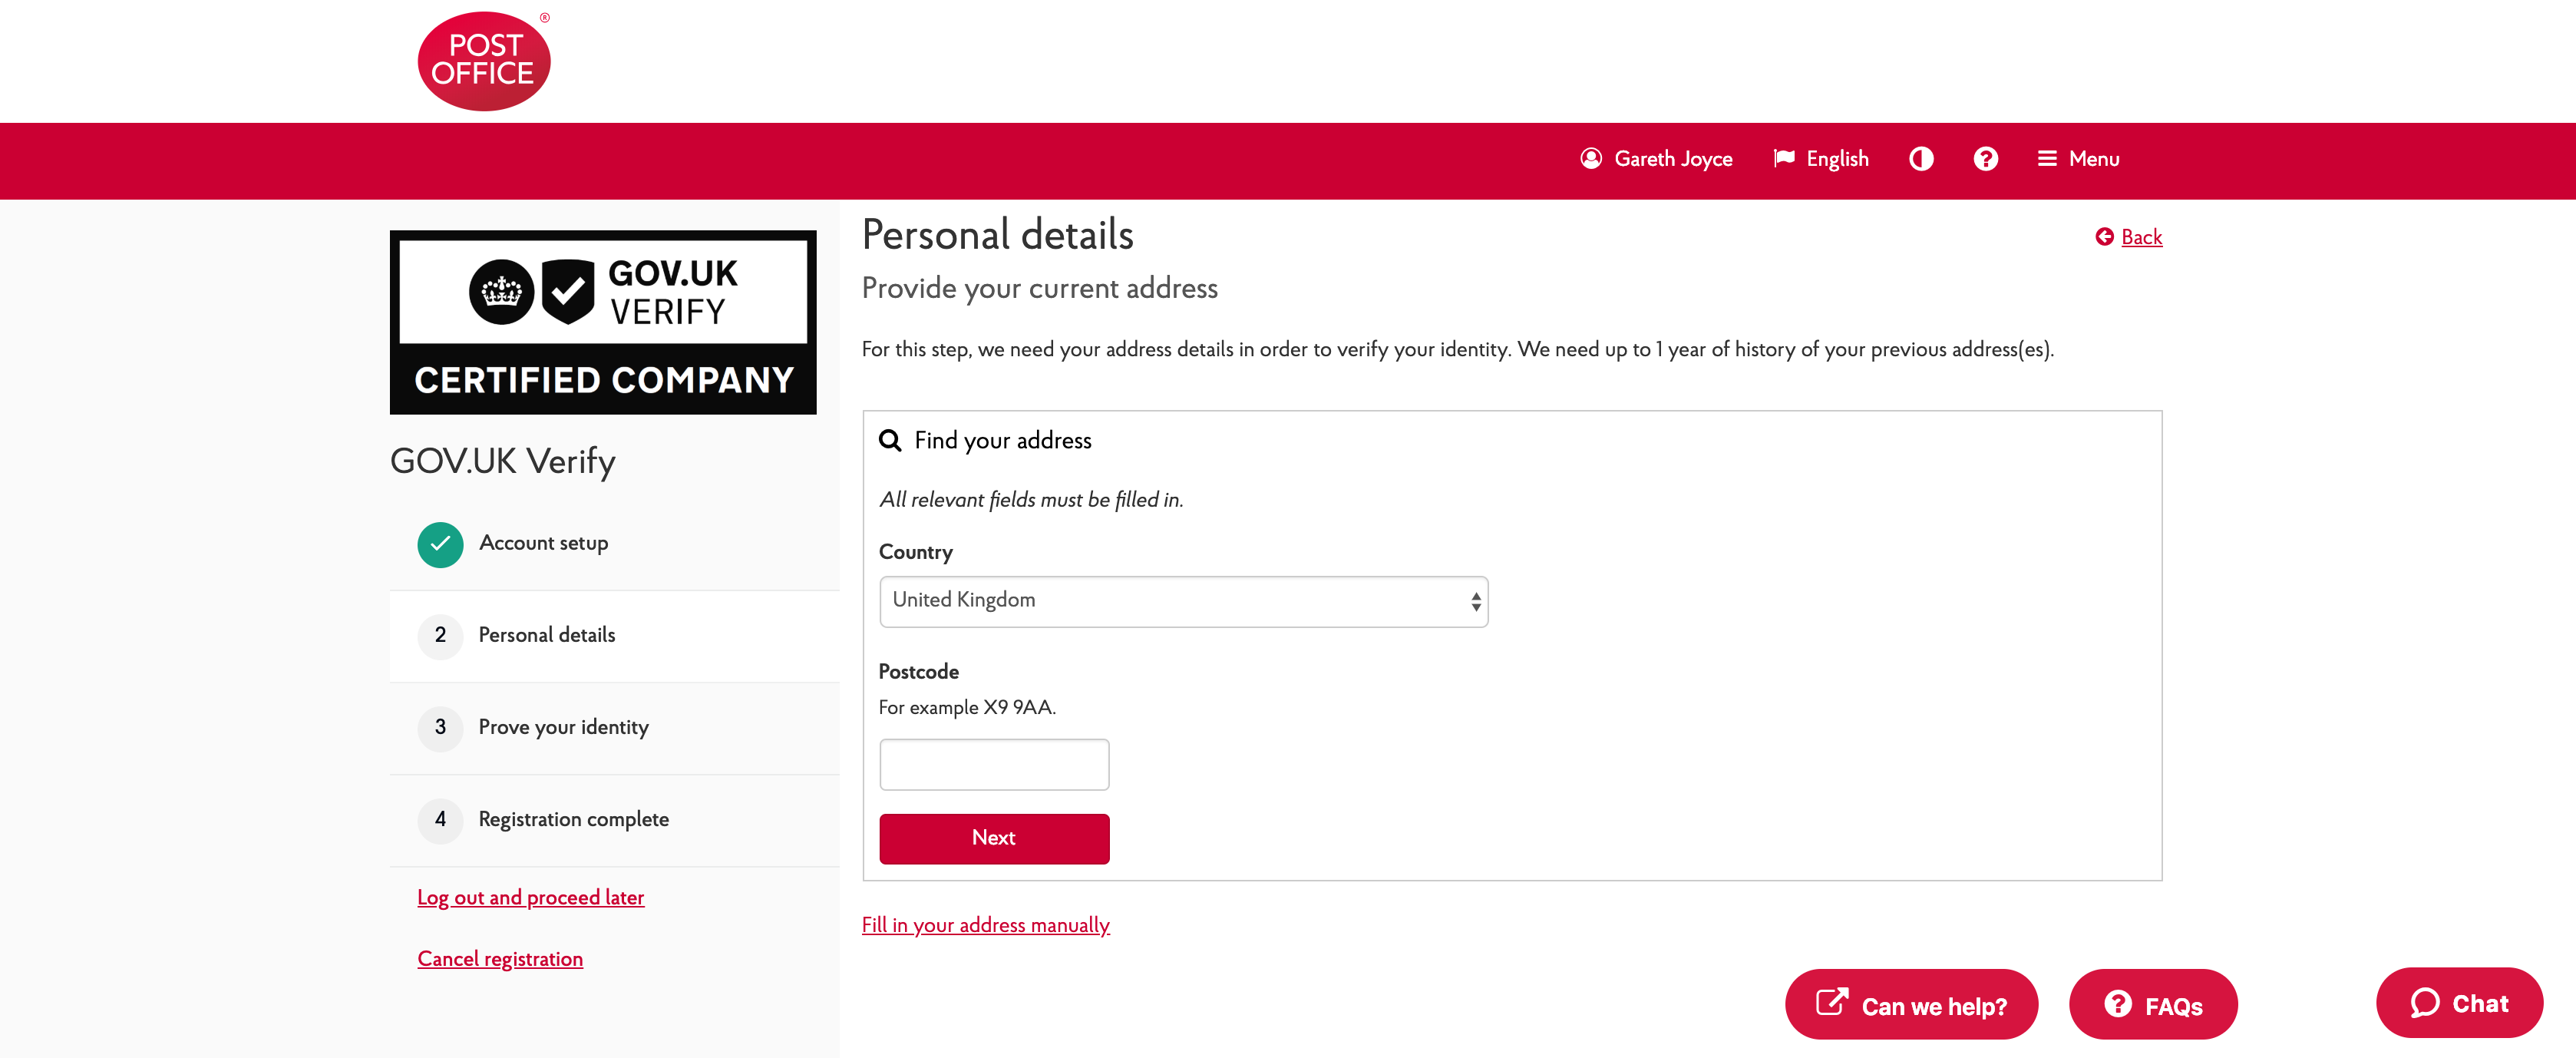 POST
OFFICE
®
Gareth Joyce
English
Menu
GOV.UK
VERIFY
CERTIFIED COMPANY
GOV.UK Verify
Account setup
2 Personal details
3 Prove your identity
4 Registration complete
Log out and proceed later
Cancel registration
Personal details
Back
Provide your current address
For this step, we need your address details in order to verify your identity. We need up to 1 year of history of your previous address(es).
Find your address
All relevant fields must be filled in.
Country
United Kingdom
Postcode
For example X9 9AA.
Next
Fill in your address manually
Can we help?
FAQs
Chat